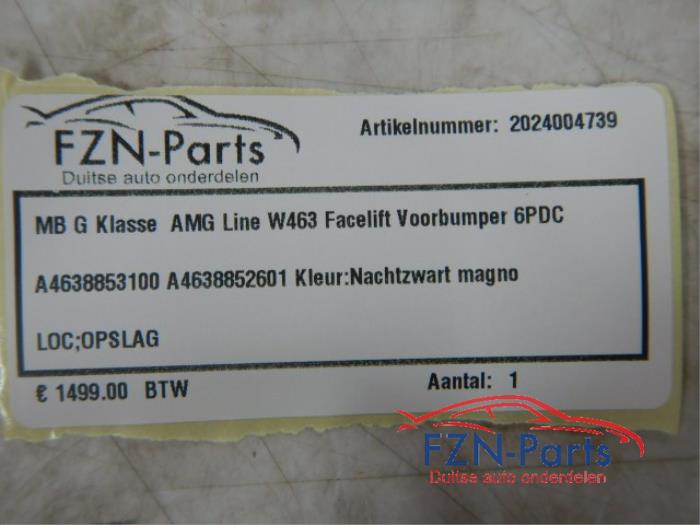 FZN-Parts
Duitse auto onderdelen
Artikelnummer: 2024004739
MB G Klasse AMG Line W463 Facelift Voorbumper 6PDC
A4638853100 A4638852601 Kleur:Nachtzwart magno
LOC;OPSLAG
€ 1499.00 BTW
Aantal: 1
FZN-Parts
Duitse auto onderdelen